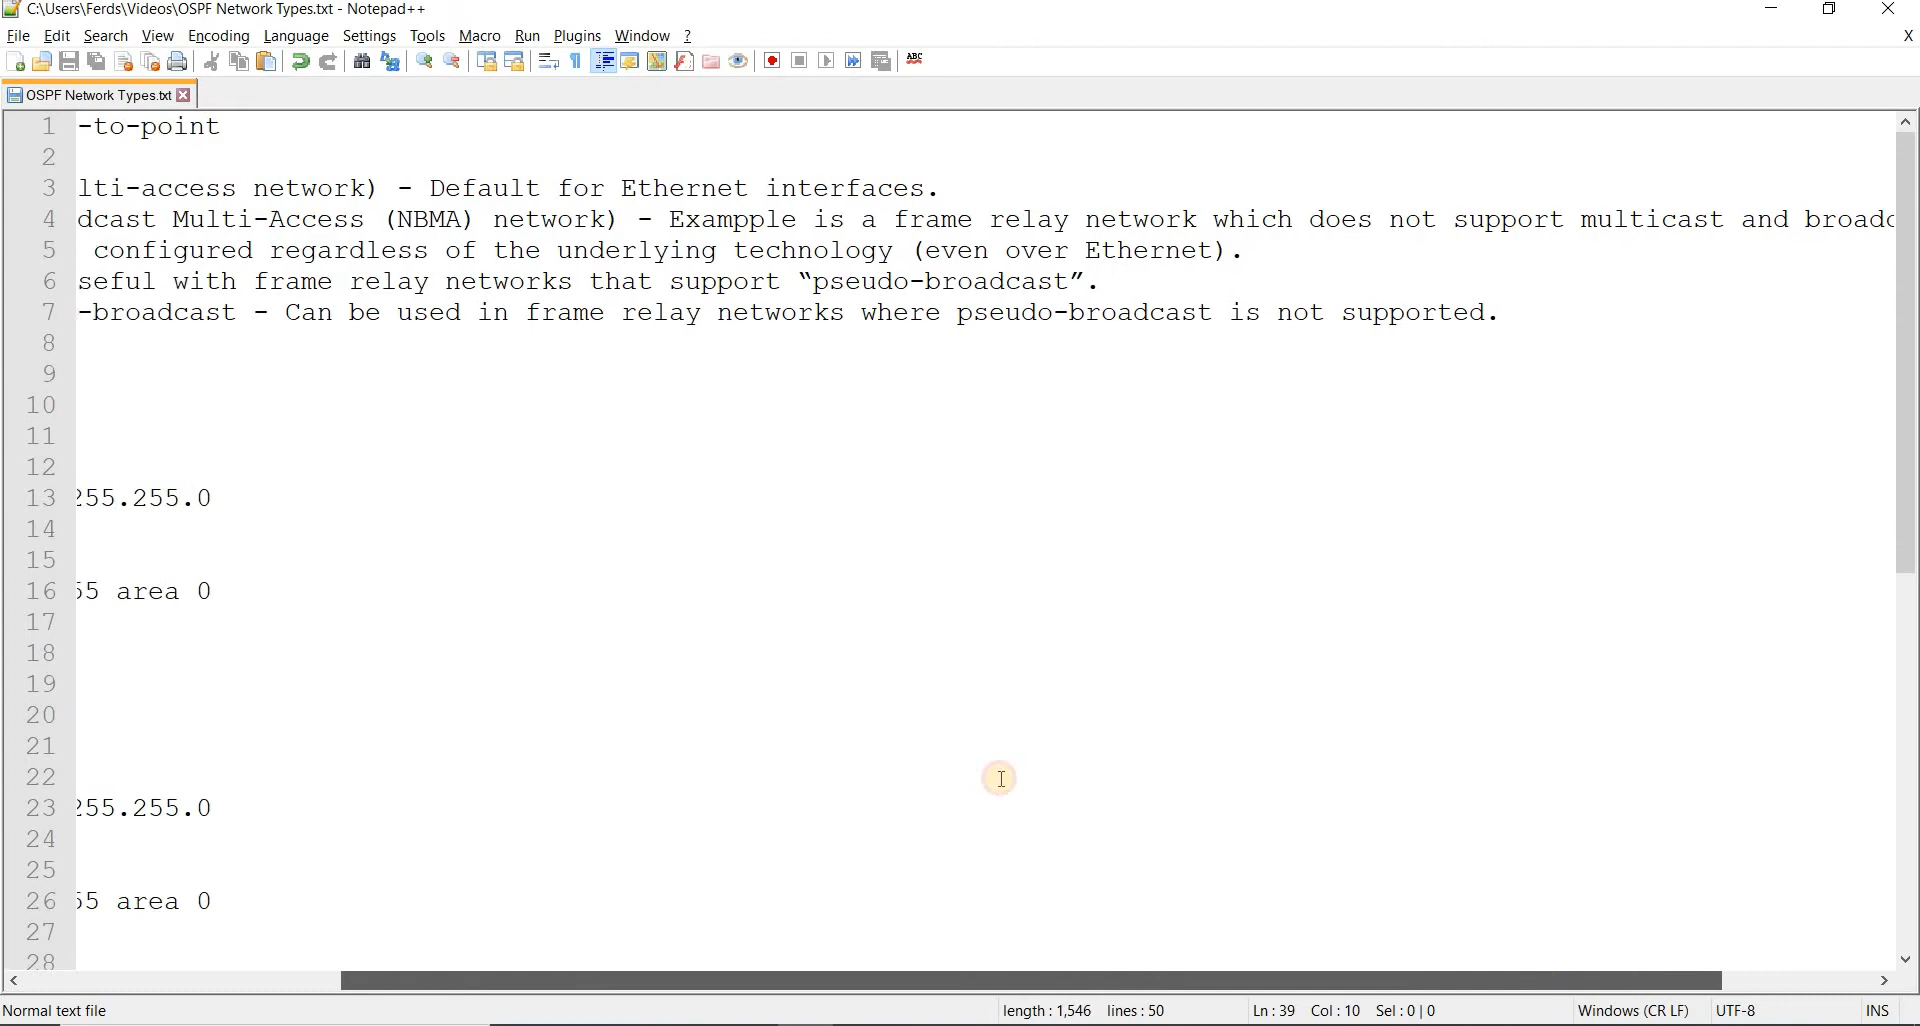 C:\Users\Ferds\Videos\OSPF Network Types.txt - Notepad++
File Edit Search View Encoding Language Settings Tools Macro Run Plugins Window ? X
ABC
OSPF Network Types.txt
1 -to-point
2
3 lti-access network) - Default for Ethernet interfaces.
4 dcast Multi-Access (NBMA) network) - Exampple is a frame relay network which does not support multicast and broadc
5 configured regardless of the underlying technology (even over Ethernet).
6 seful with frame relay networks that support “pseudo-broadcast”.
7 -broadcast - Can be used in frame relay networks where pseudo-broadcast is not supported.
8
9
10
11
12
13 255.255.0
14
15
16 55 area 0
17
18
19
20
21
22
23 255.255.0
24
25
26 55 area 0
27
28
Normal text file length : 1,546 lines : 50 Ln : 39 Col : 10 Sel : 0 | 0 Windows (CR LF) UTF-8 INS